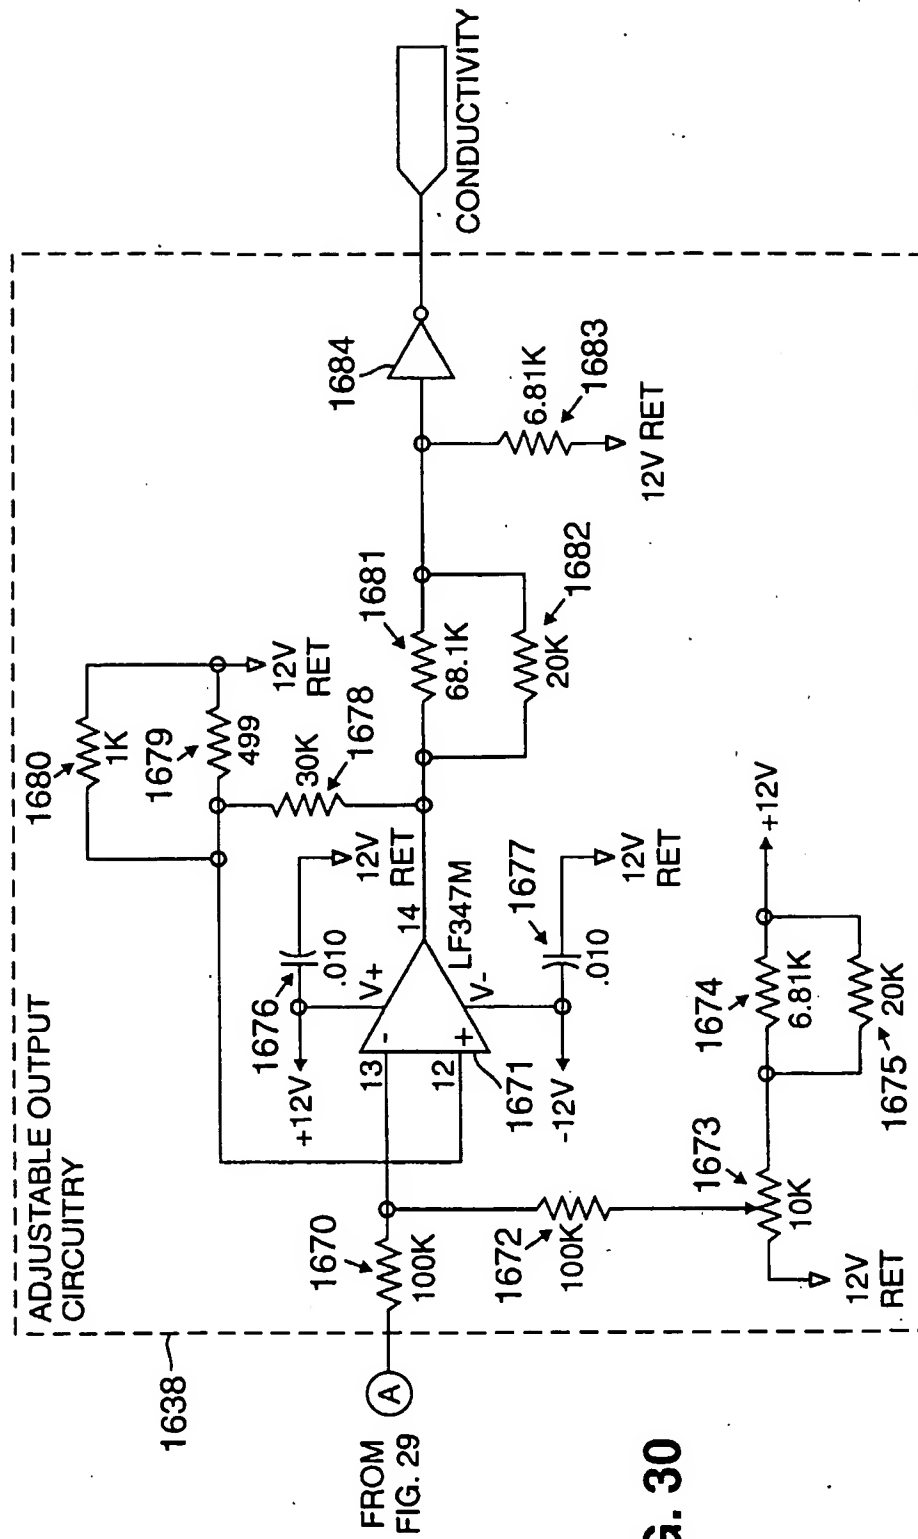 ADJUSTABLE OUTPUT
CIRCUITRY
1638
FROM
FIG. 29
A
1670
100K
1672
100K
1673
10K
12V
RET
1674
6.81K
1675
20K
+12V
13
12
-
+
1671
LF347M
14
V+
V-
+12V
-12V
1676
.010
12V
RET
1677
.010
12V
RET
1678
30K
1679
499
1680
1K
12V
RET
1681
68.1K
1682
20K
1683
6.81K
12V RET
1684
CONDUCTIVITY
G. 30